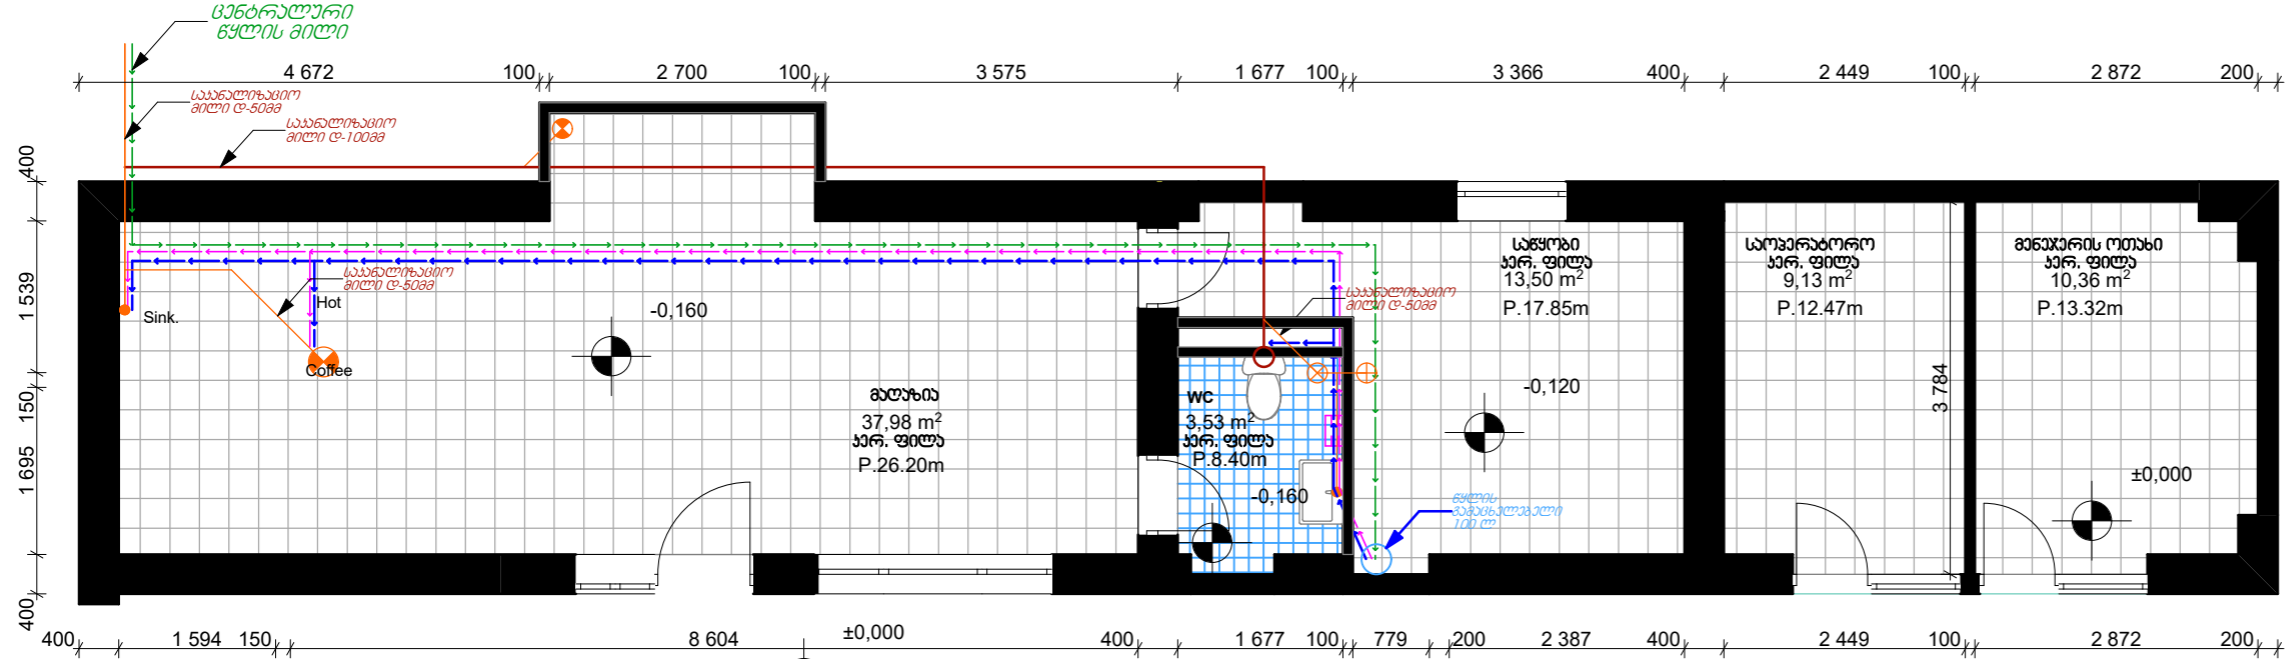 ცენტრალური
წყლის მილი
4 672
100
2 700
100
3 575
1 677
100
3 366
400
2 449
100
2 872
200
საკანალიზაციო
მილი დ-50მმ
საკანალიზაციო
მილი დ-100მმ
400
1 539
150
1 695
400
საკანალიზაციო
მილი დ-50მმ
Hot
Sink.
Coffee
-0,160
მაღაზია
37,98 m²
კერ. ფილა
P.26.20m
WC
3,53 m²
კერ. ფილა
P.8.40m
-0,160
საკანალიზაციო
მილი დ-50მმ
საწყობი
კერ. ფილა
13,50 m²
P.17.85m
-0,120
წყლის
გამაცხელებელი
100 ლ
საოპერატორო
კერ. ფილა
9,13 m²
P.12.47m
3 784
მენეჯერის ოთახი
კერ. ფილა
10,36 m²
P.13.32m
±0,000
400
1 594
150
8 604
±0,000
400
1 677
100
779
200
2 387
400
2 449
100
2 872
200